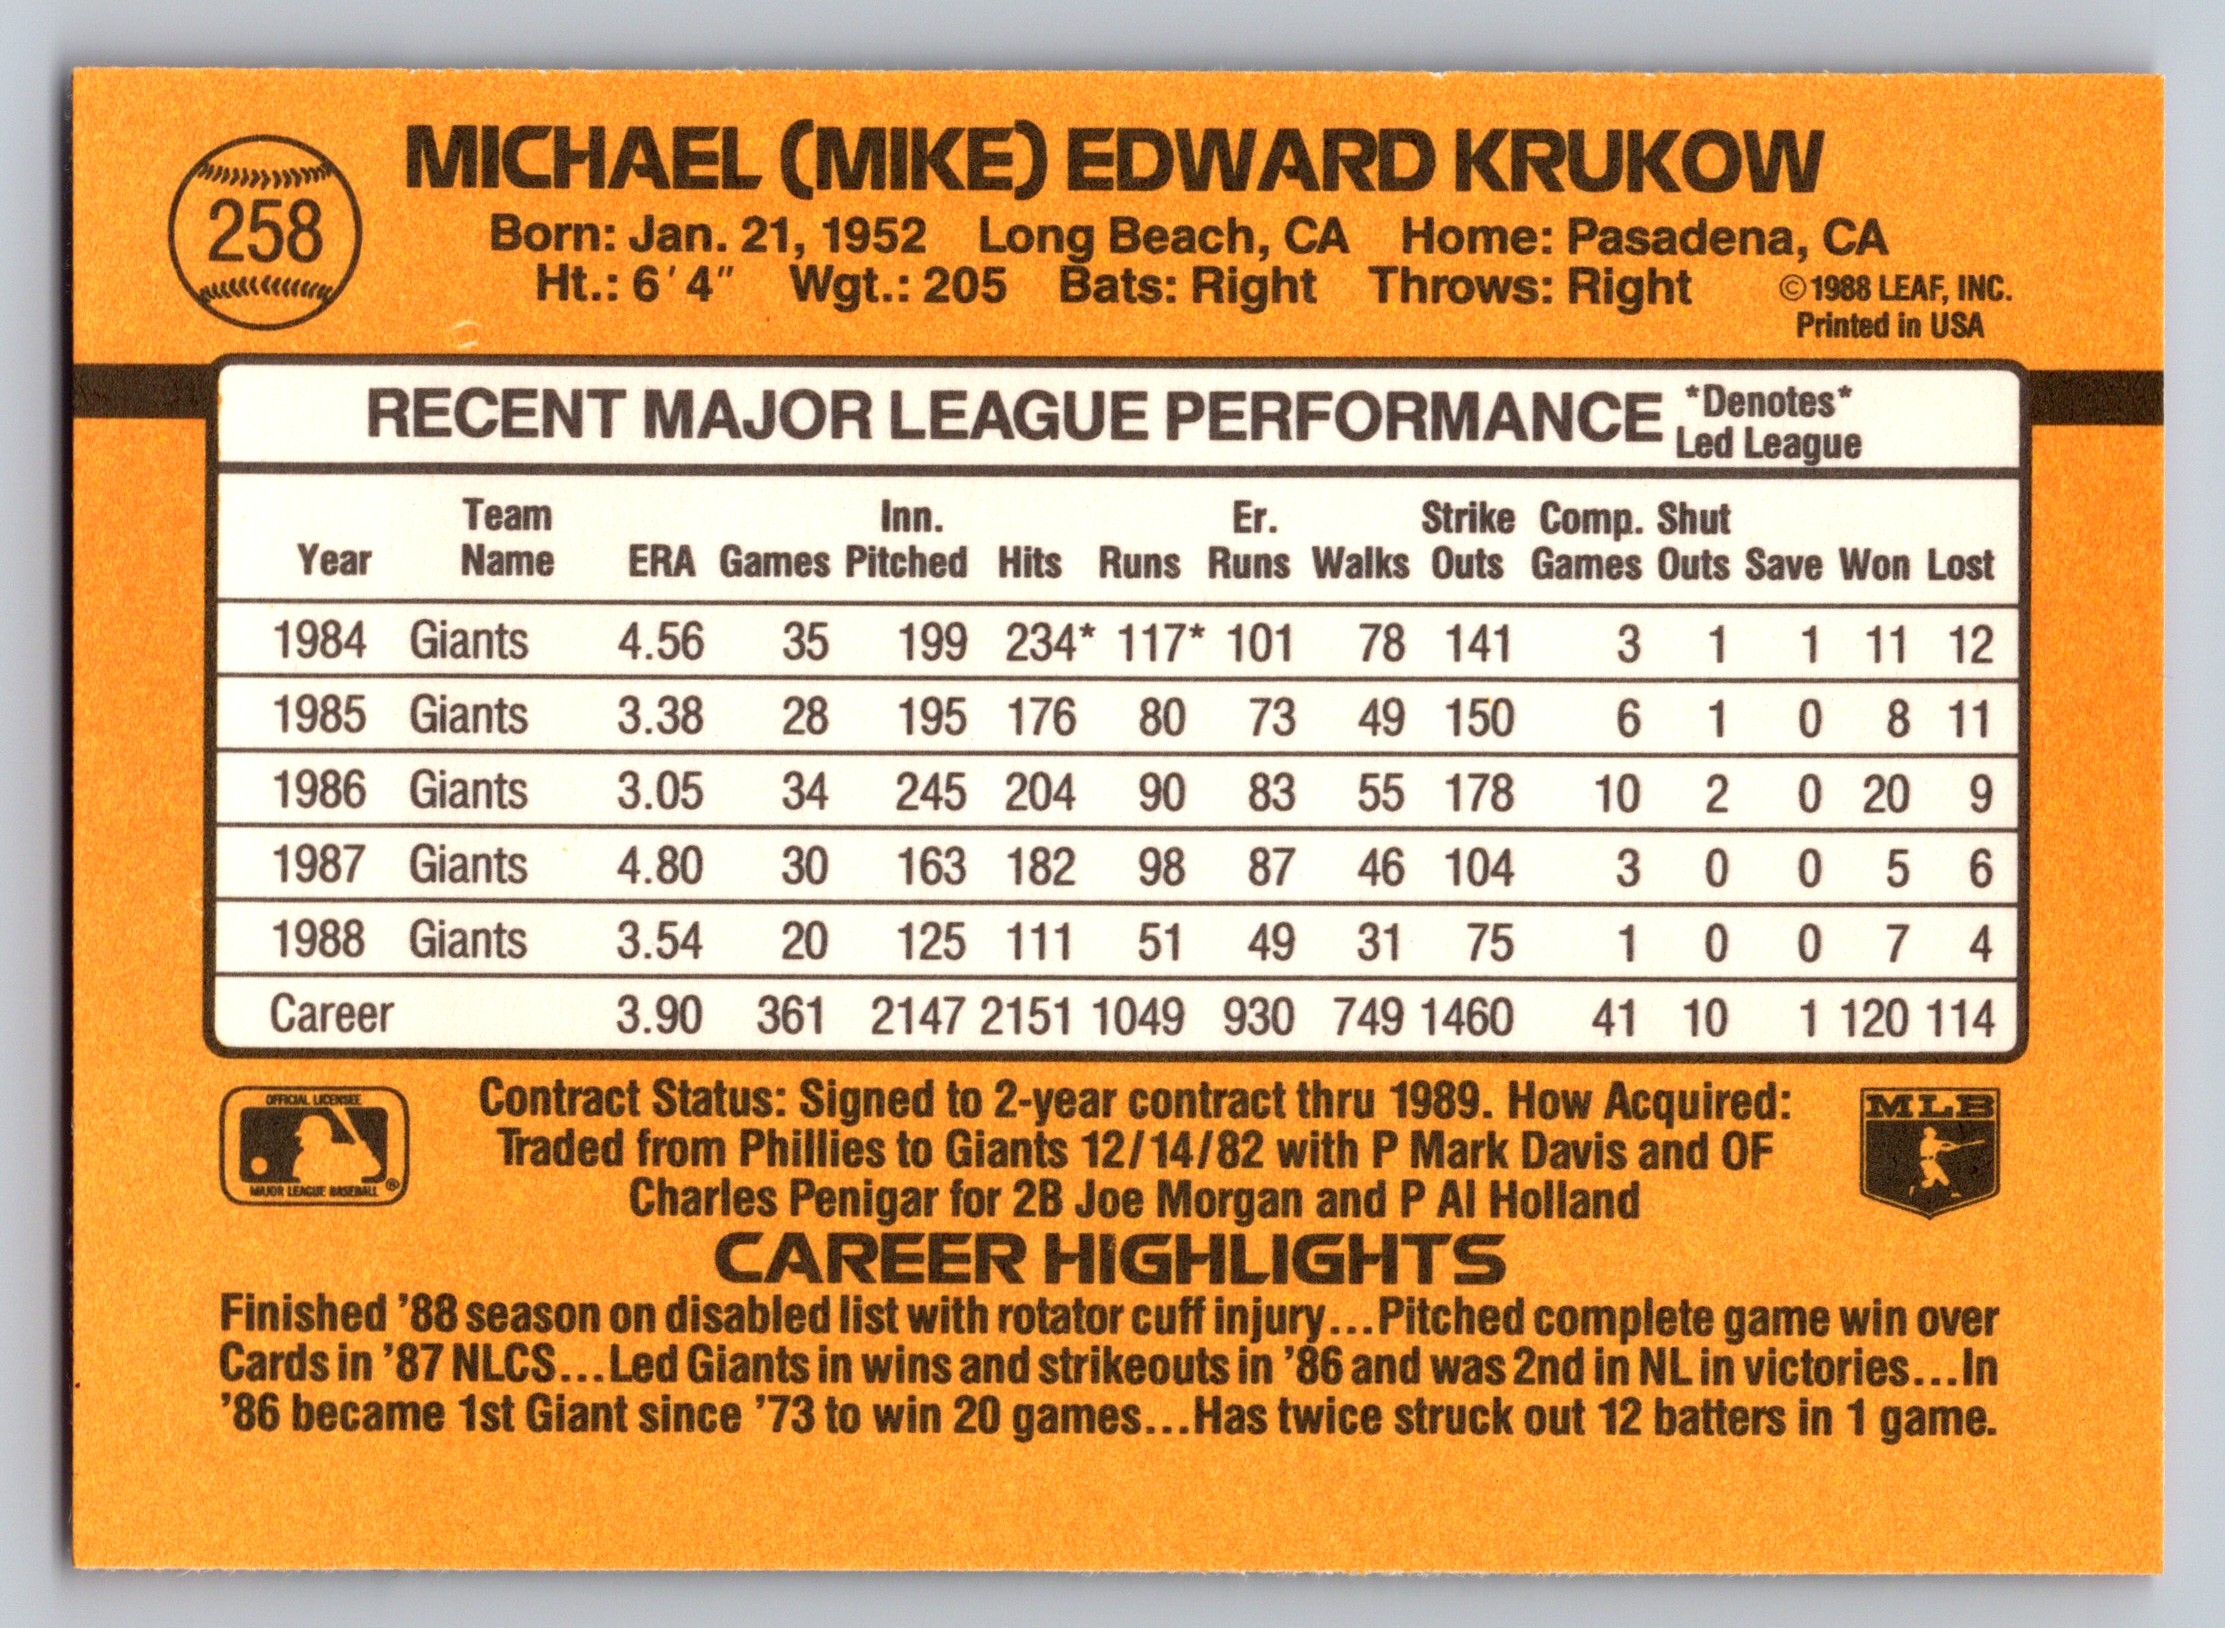 258
MICHAEL (MIKE) EDWARD KRUKOW
Born: Jan. 21, 1952 Long Beach, CA Home: Pasadena, CA
Ht.: 6'4" Wgt.: 205 Bats: Right Throws: Right
©1988 LEAF, INC.
Printed in USA
RECENT MAJOR LEAGUE PERFORMANCE *Denotes* Led League
Year Team Name ERA Games Inn. Pitched Hits Runs Er. Runs Walks Strike Outs Comp. Games Shut Outs Save Won Lost
1984 Giants 4.56 35 199 234* 117* 101 78 141 3 1 1 11 12
1985 Giants 3.38 28 195 176 80 73 49 150 6 1 0 8 11
1986 Giants 3.05 34 245 204 90 83 55 178 10 2 0 20 9
1987 Giants 4.80 30 163 182 98 87 46 104 3 0 0 5 6
1988 Giants 3.54 20 125 111 51 49 31 75 1 0 0 7 4
Career 3.90 361 2147 2151 1049 930 749 1460 41 10 1 120 114
OFFICIAL LICENSEE
MAJOR LEAGUE BASEBALL ®
Contract Status: Signed to 2-year contract thru 1989. How Acquired:
Traded from Phillies to Giants 12/14/82 with P Mark Davis and OF
Charles Penigar for 2B Joe Morgan and P Al Holland
MLB
CAREER HIGHLIGHTS
Finished '88 season on disabled list with rotator cuff injury...Pitched complete game win over
Cards in '87 NLCS...Led Giants in wins and strikeouts in '86 and was 2nd in NL in victories...In
'86 became 1st Giant since '73 to win 20 games...Has twice struck out 12 batters in 1 game.